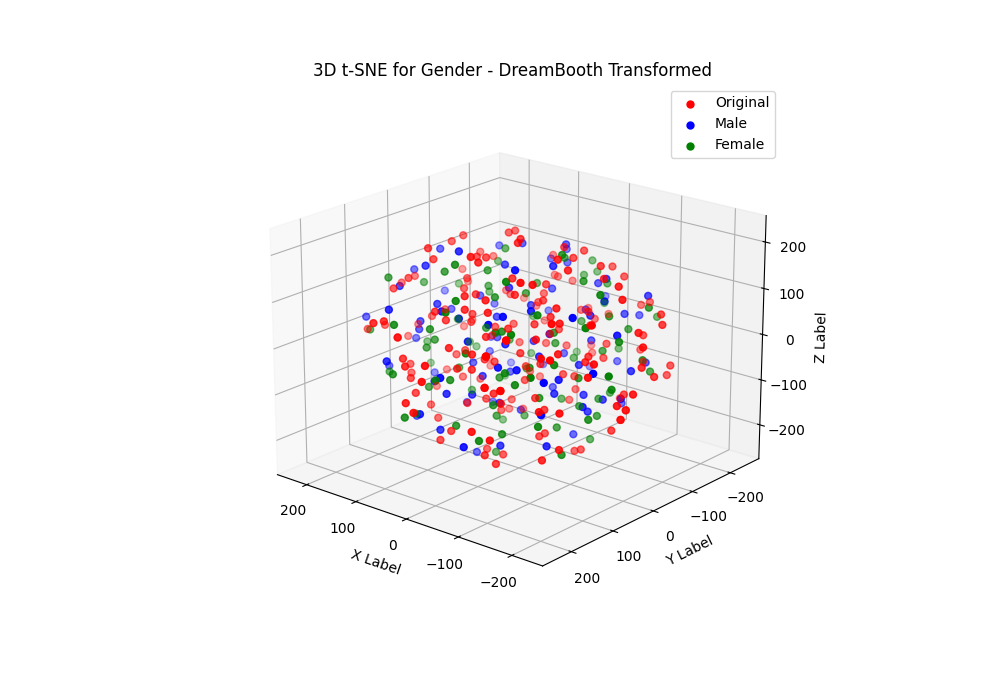 3D t-SNE for Gender - DreamBooth Transformed
Original
Male
Female
200
100
0
−100
−200
Z Label
200
100
0
−100
−200
X Label
−200
−100
0
100
200
Y Label